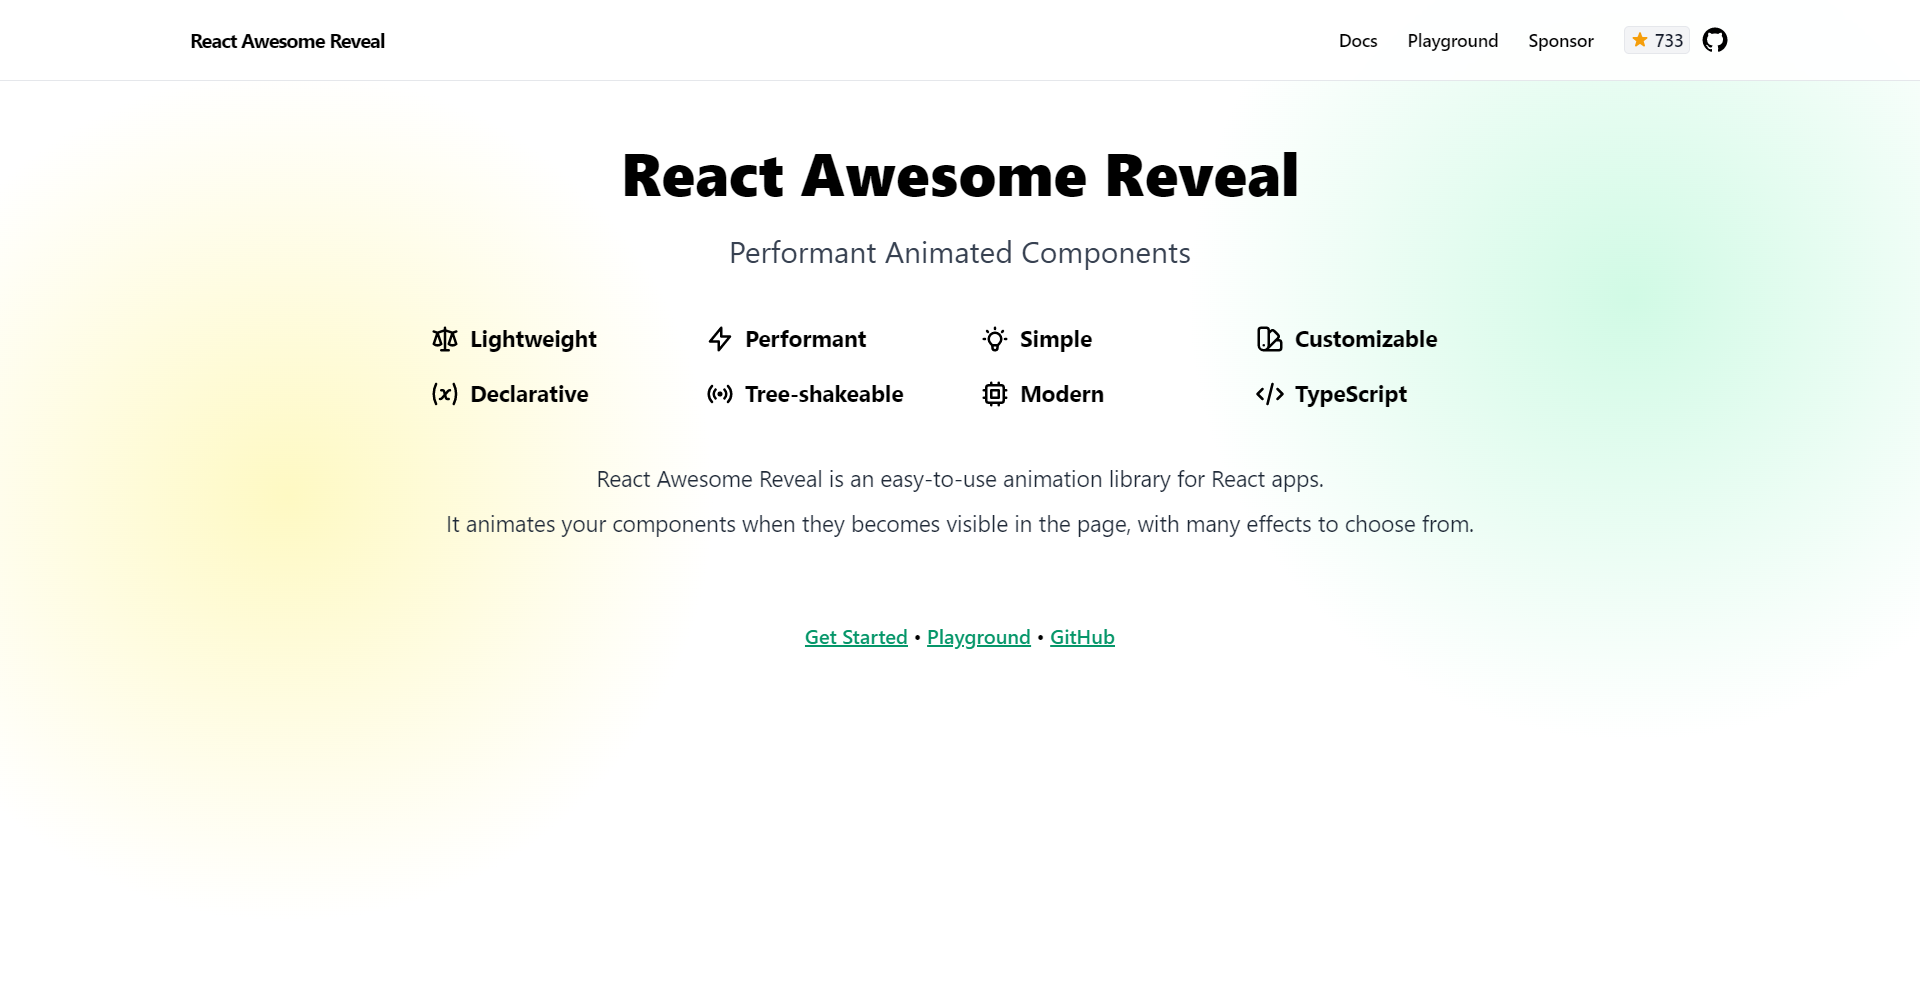 React Awesome Reveal
Docs Playground Sponsor 733
React Awesome Reveal
Performant Animated Components
Lightweight Performant Simple Customizable
Declarative Tree-shakeable Modern TypeScript
React Awesome Reveal is an easy-to-use animation library for React apps.
It animates your components when they becomes visible in the page, with many effects to choose from.
Get Started • Playground • GitHub